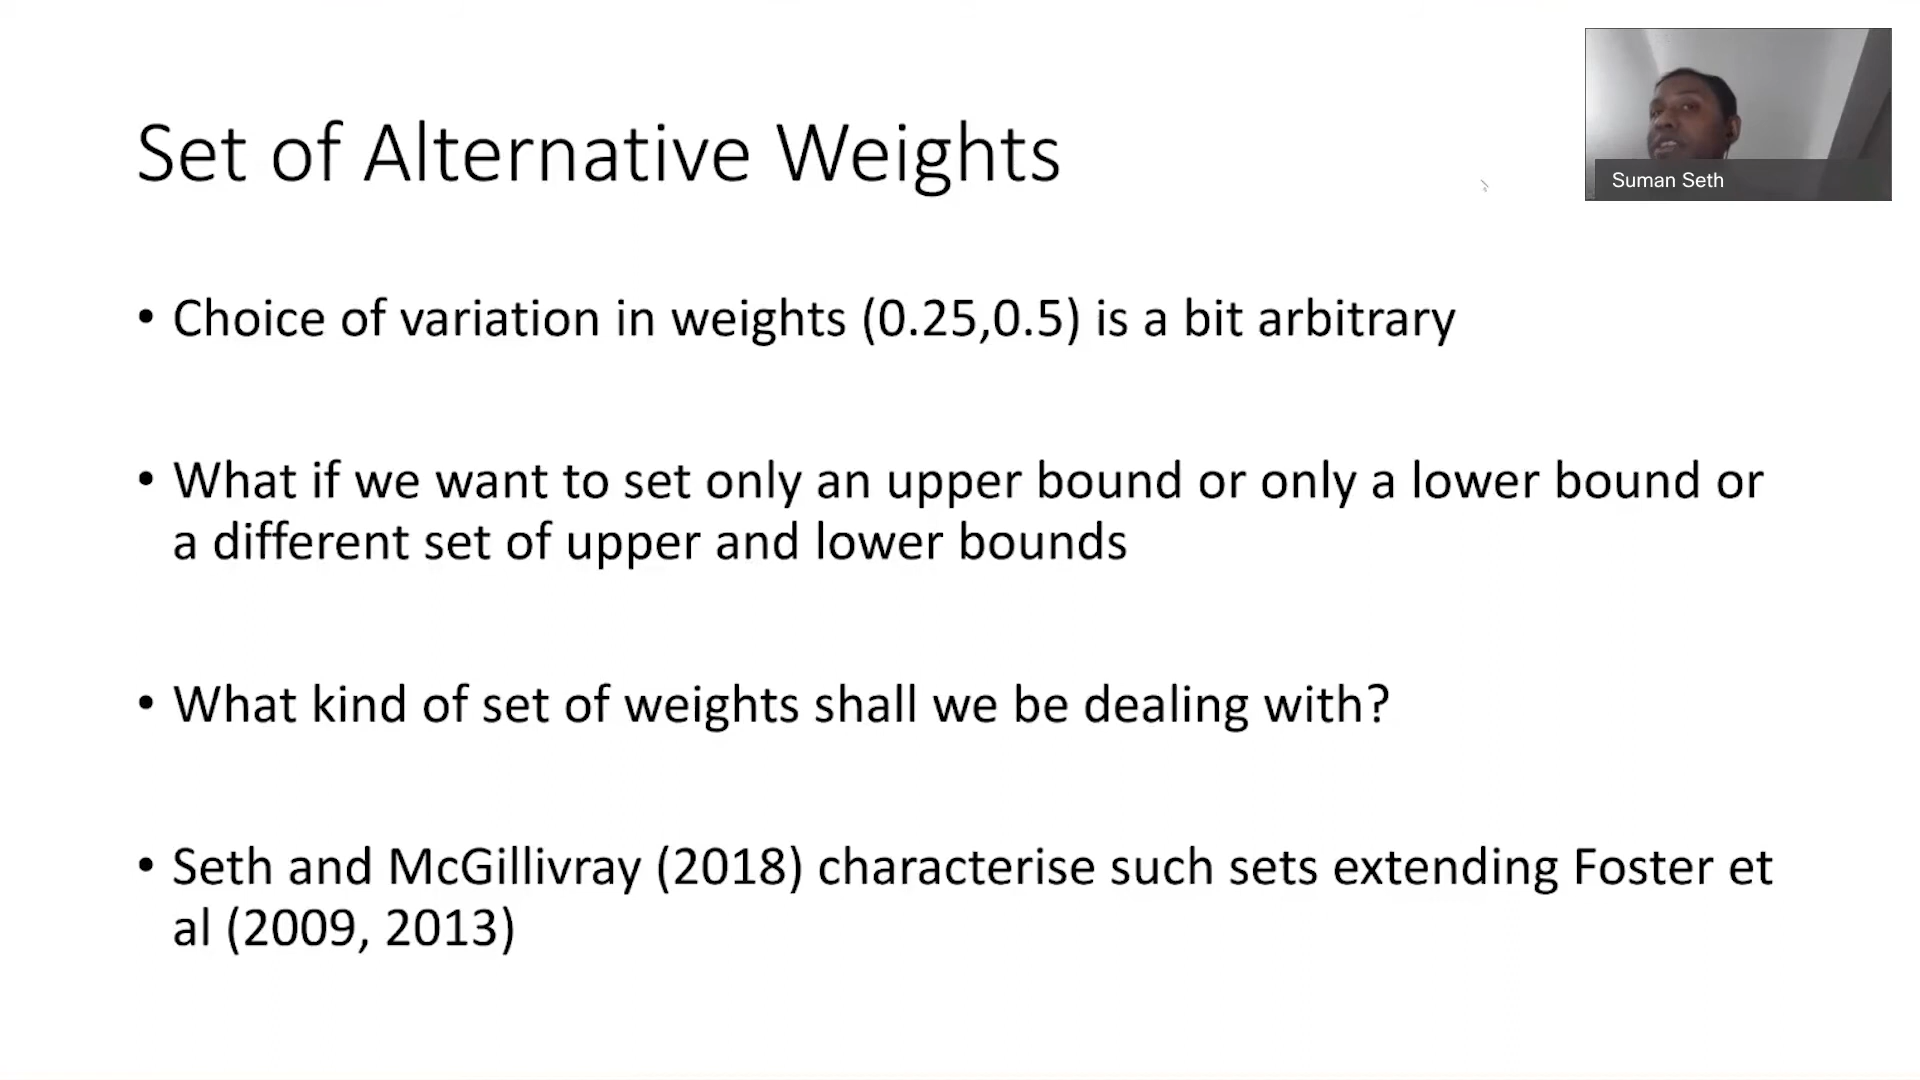 Set of Alternative Weights
Suman Seth
• Choice of variation in weights (0.25,0.5) is a bit arbitrary
• What if we want to set only an upper bound or only a lower bound or
a different set of upper and lower bounds
• What kind of set of weights shall we be dealing with?
• Seth and McGillivray (2018) characterise such sets extending Foster et
al (2009, 2013)